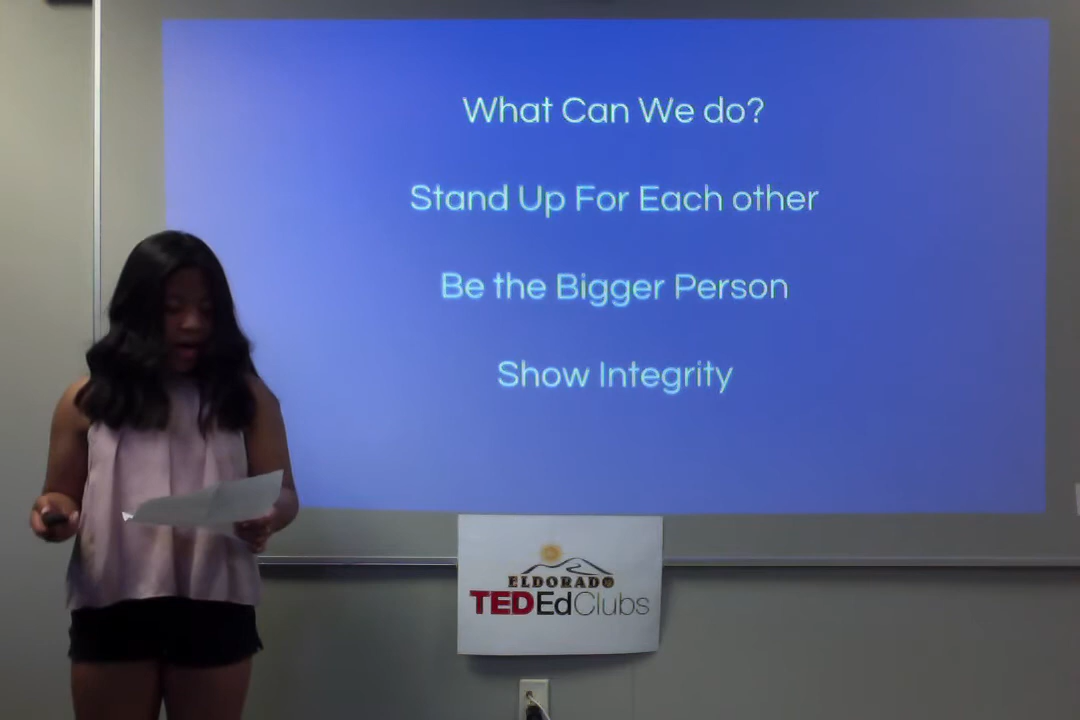 What Can We do?
Stand Up For Each other
Be the Bigger Person
Show Integrity
ELDORADO
TEDEdClubs